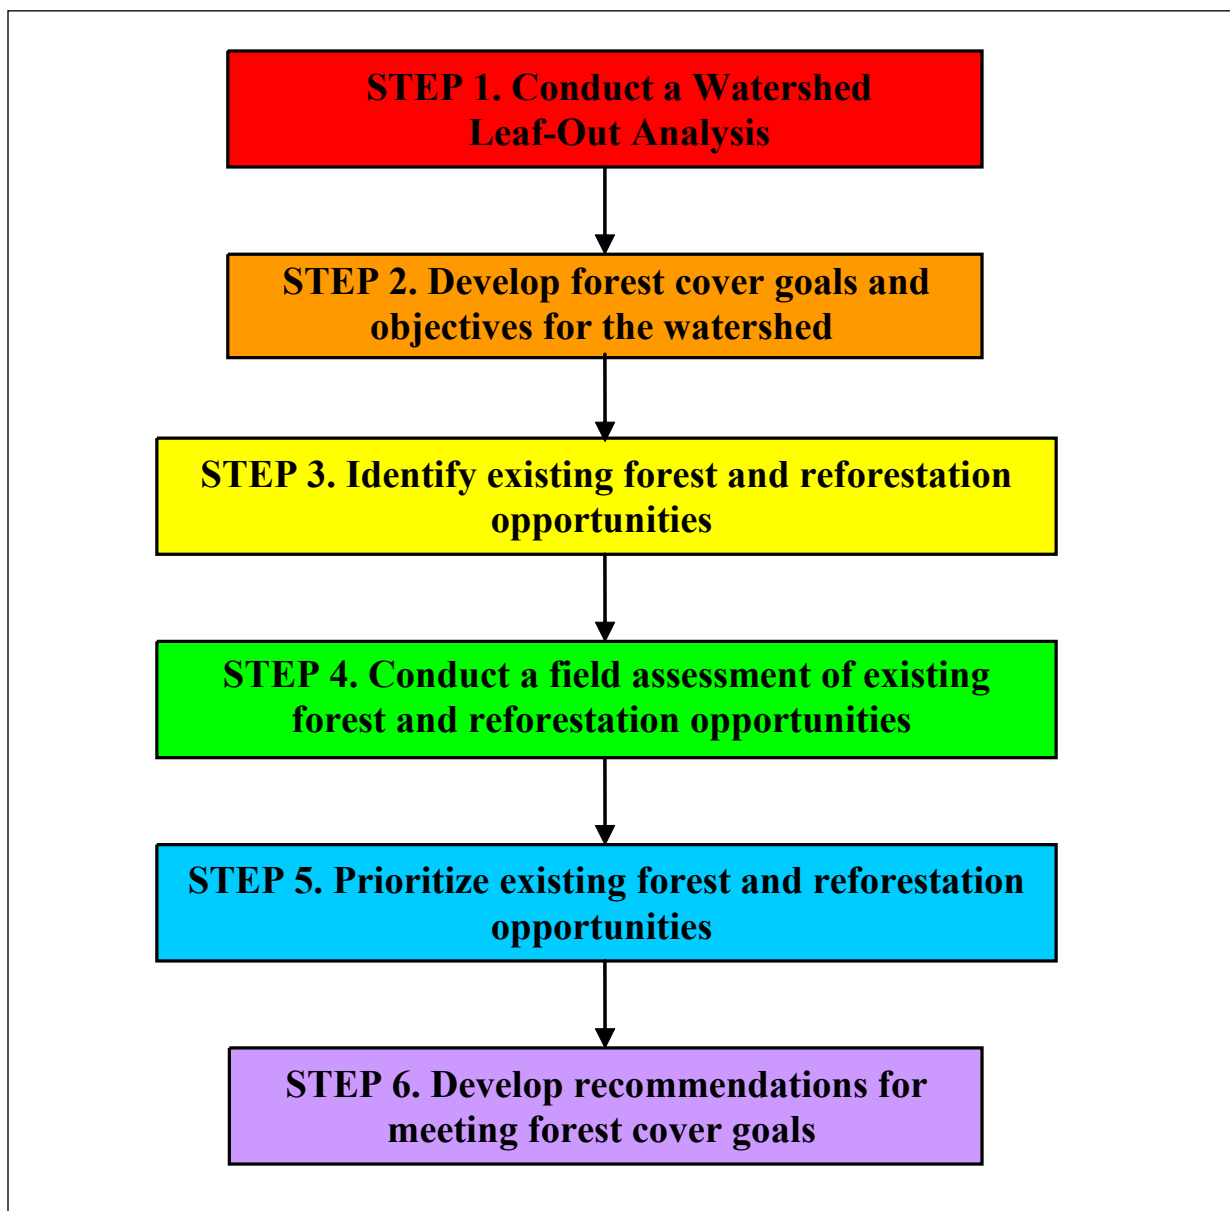 STEP 1. Conduct a Watershed
Leaf-Out Analysis
STEP 2. Develop forest cover goals and
objectives for the watershed
STEP 3. Identify existing forest and reforestation
opportunities
STEP 4. Conduct a field assessment of existing
forest and reforestation opportunities
STEP 5. Prioritize existing forest and reforestation
opportunities
STEP 6. Develop recommendations for
meeting forest cover goals